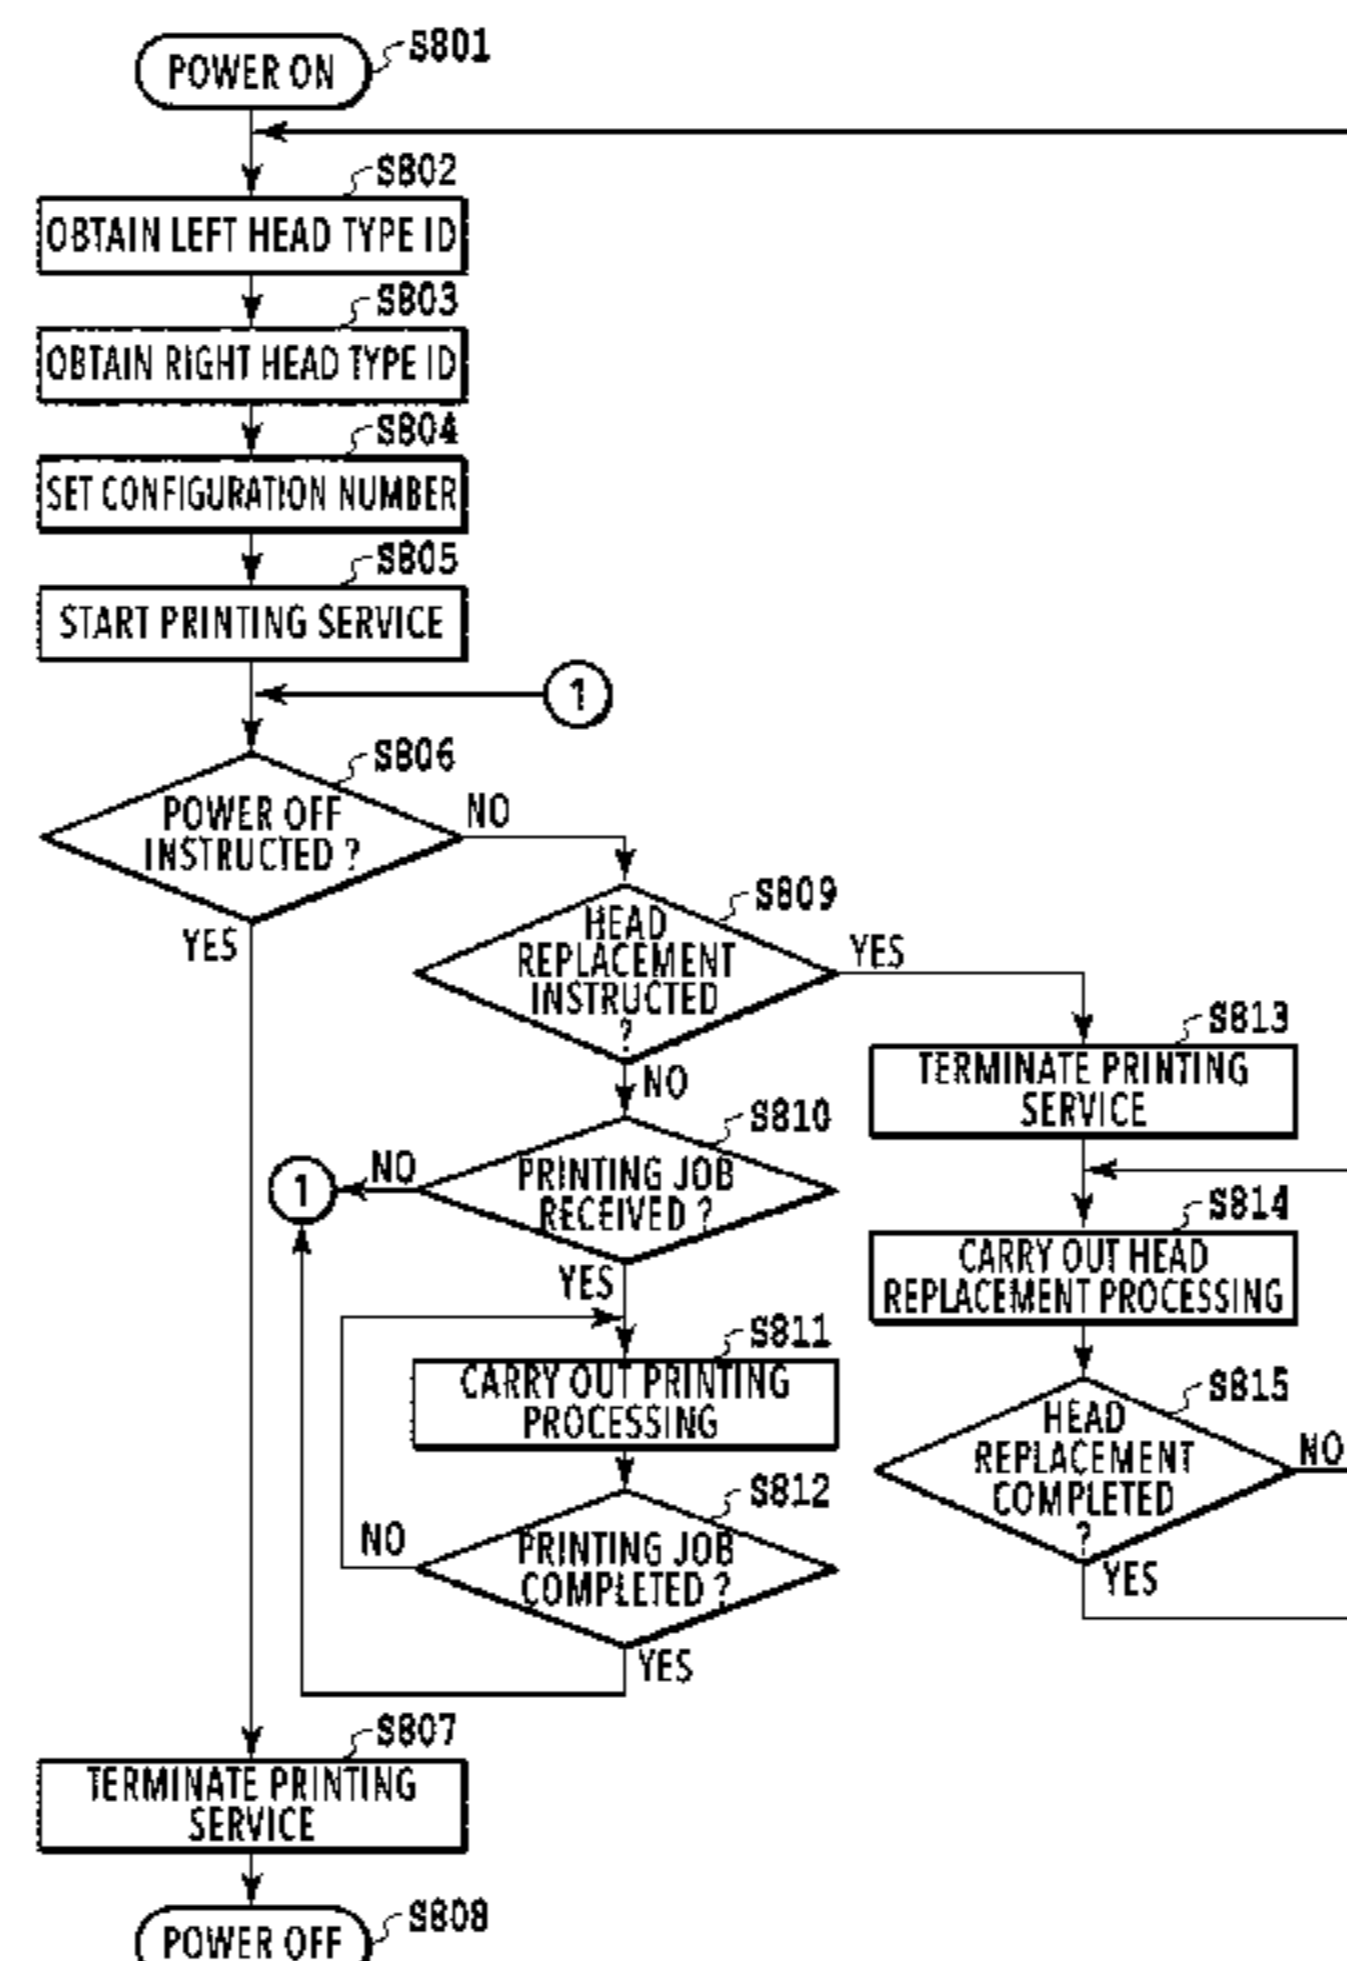 POWER ON
S801
S802
OBTAIN LEFT HEAD TYPE ID
S803
OBTAIN RIGHT HEAD TYPE ID
S804
SET CONFIGURATION NUMBER
S805
START PRINTING SERVICE
1
S806
POWER OFF
INSTRUCTED ?
NO
YES
S809
HEAD
REPLACEMENT
INSTRUCTED
?
YES
NO
S813
TERMINATE PRINTING
SERVICE
S810
PRINTING JOB
RECEIVED ?
NO
1
YES
S814
CARRY OUT HEAD
REPLACEMENT PROCESSING
S811
CARRY OUT PRINTING
PROCESSING
S815
HEAD
REPLACEMENT
COMPLETED
?
NO
YES
S812
PRINTING JOB
COMPLETED ?
NO
YES
S807
TERMINATE PRINTING
SERVICE
S808
POWER OFF